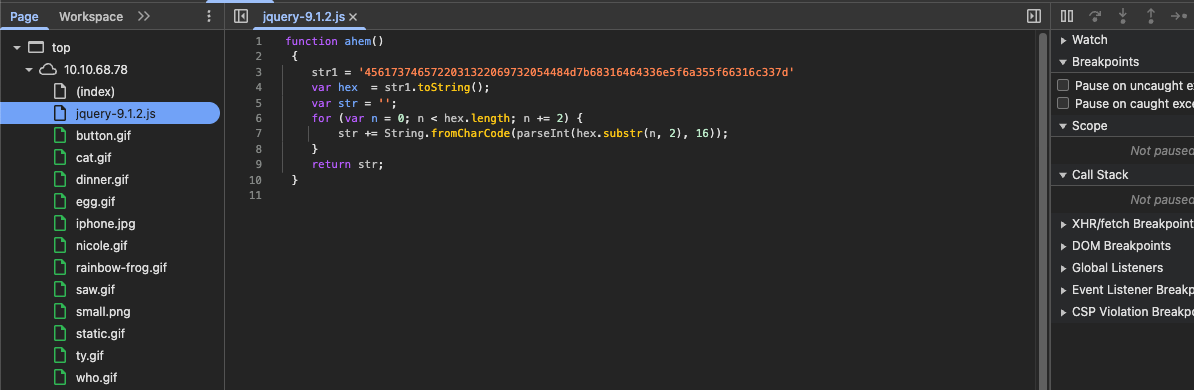 Page Workspace
top
10.10.68.78
(index)
jquery-9.1.2.js
button.gif
cat.gif
dinner.gif
egg.gif
iphone.jpg
nicole.gif
rainbow-frog.gif
saw.gif
small.png
static.gif
ty.gif
who.gif
jquery-9.1.2.js
1 function ahem()
2 {
3 str1 = '4561737465722031322069732054484d7b68316464336e5f6a355f66316c337d'
4 var hex = str1.toString();
5 var str = '';
6 for (var n = 0; n < hex.length; n += 2) {
7 str += String.fromCharCode(parseInt(hex.substr(n, 2), 16));
8 }
9 return str;
10 }
11
Watch
Breakpoints
Pause on uncaught e
Pause on caught exce
Scope
Not paused
Call Stack
Not paused
XHR/fetch Breakpoint
DOM Breakpoints
Global Listeners
Event Listener Breakp
CSP Violation Breakpo